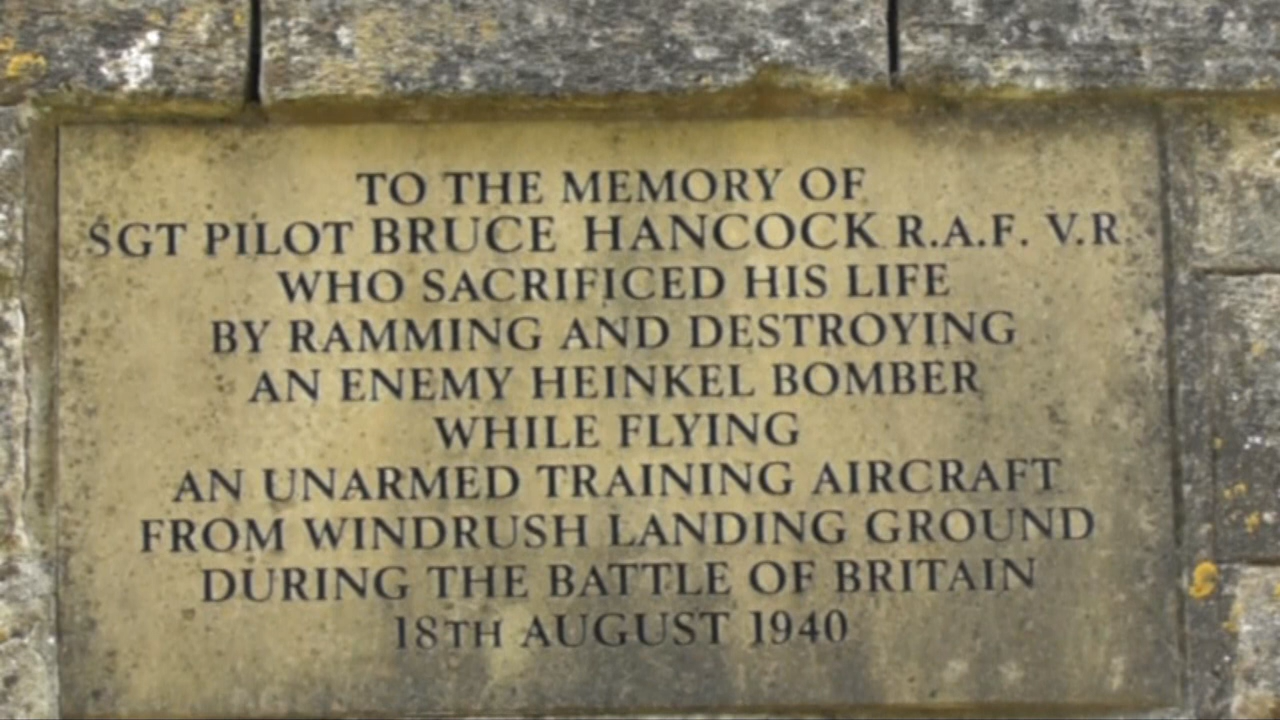 TO THE MEMORY OF
SGT PILOT BRUCE HANCOCK R.A.F. V.R
WHO SACRIFICED HIS LIFE
BY RAMMING AND DESTROYING
AN ENEMY HEINKEL BOMBER
WHILE FLYING
AN UNARMED TRAINING AIRCRAFT
FROM WINDRUSH LANDING GROUND
DURING THE BATTLE OF BRITAIN
18TH AUGUST 1940